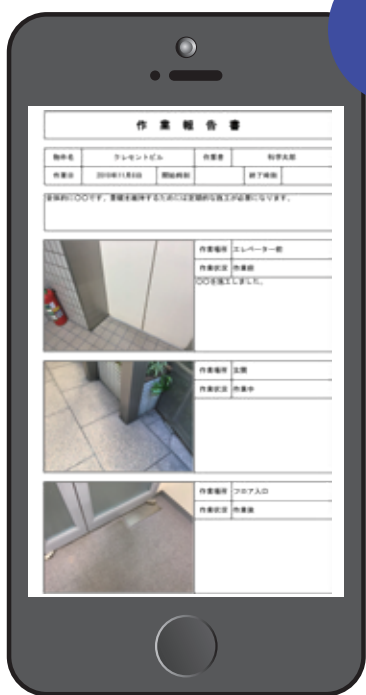 作業報告書
物件名 クレセントビル 作業者 科学太郎
作業日 2019年11月8日 開始時刻 終了時刻
全体的に〇〇です。景観を維持するためには定期的な施工が必要になります。
作業場所 エレベーター前
作業状況 作業前
〇〇を施工しました。
作業場所 玄関
作業状況 作業中
作業場所 フロア入口
作業状況 作業後